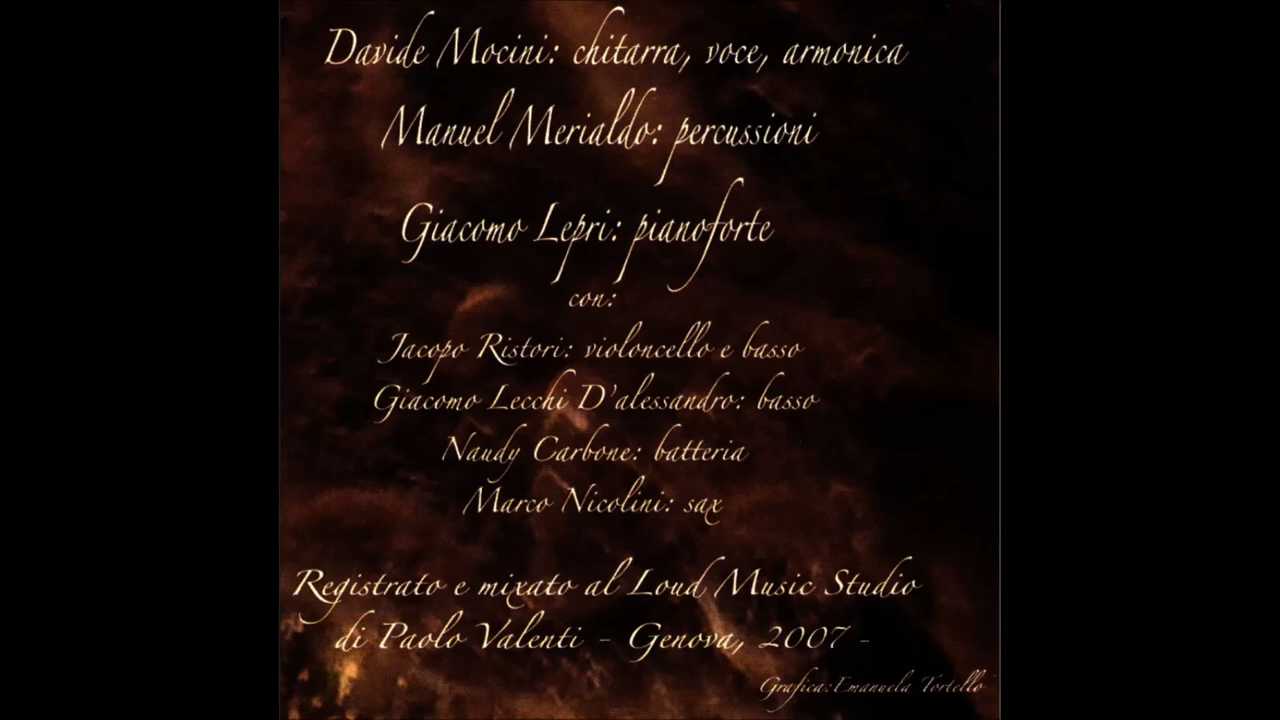 Davide Mocini: chitarra, voce, armonica
Manuel Merialdo: percussioni
Giacomo Lepri: pianoforte
con:
Jacopo Ristori: violoncello e basso
Giacomo Lecchi D'alessandro: basso
Naudy Carbone: batteria
Marco Nicolini: sax
Registrato e mixato al Loud Music Studio
di Paolo Valenti - Genova, 2007 -
Grafica:Emanuela Tortello